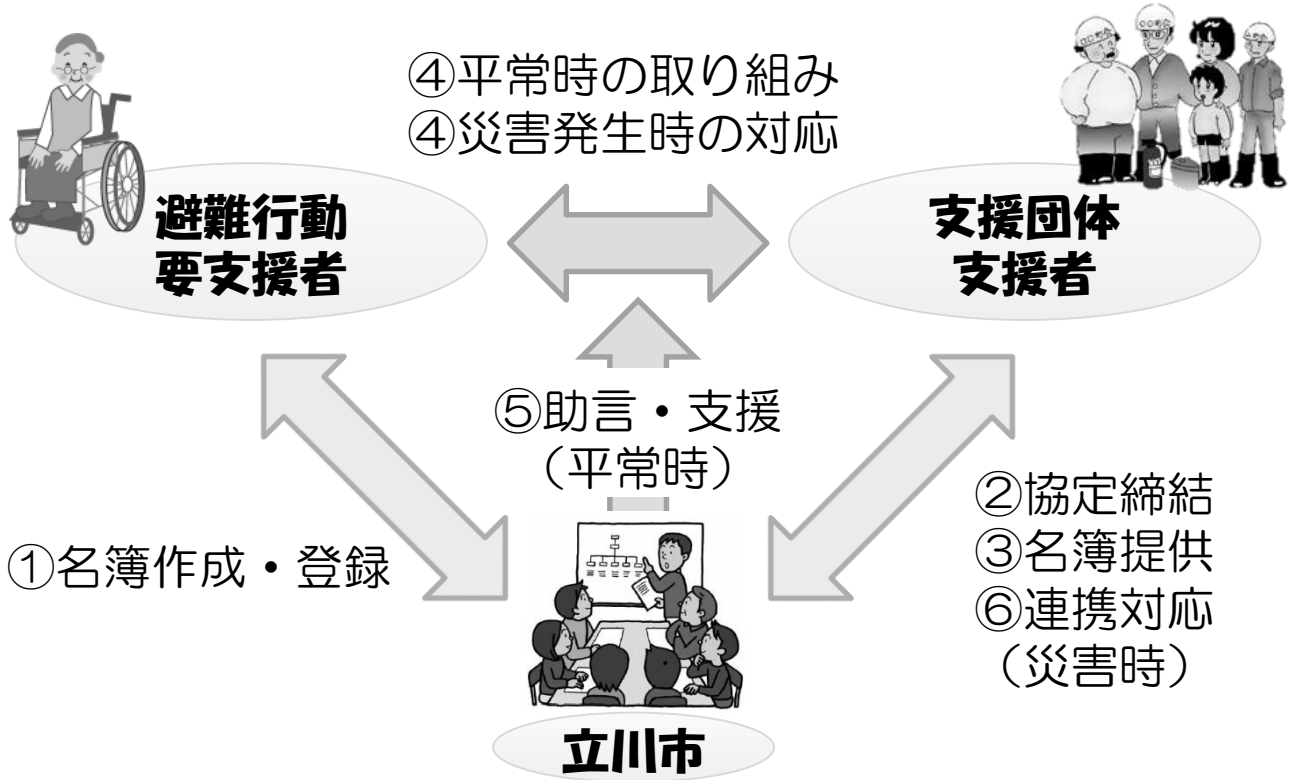 ④平常時の取り組み
④災害発生時の対応
避難行動
要支援者
支援団体
支援者
⑤助言・支援
（平常時）
①名簿作成・登録
②協定締結
③名簿提供
⑥連携対応
（災害時）
立川市